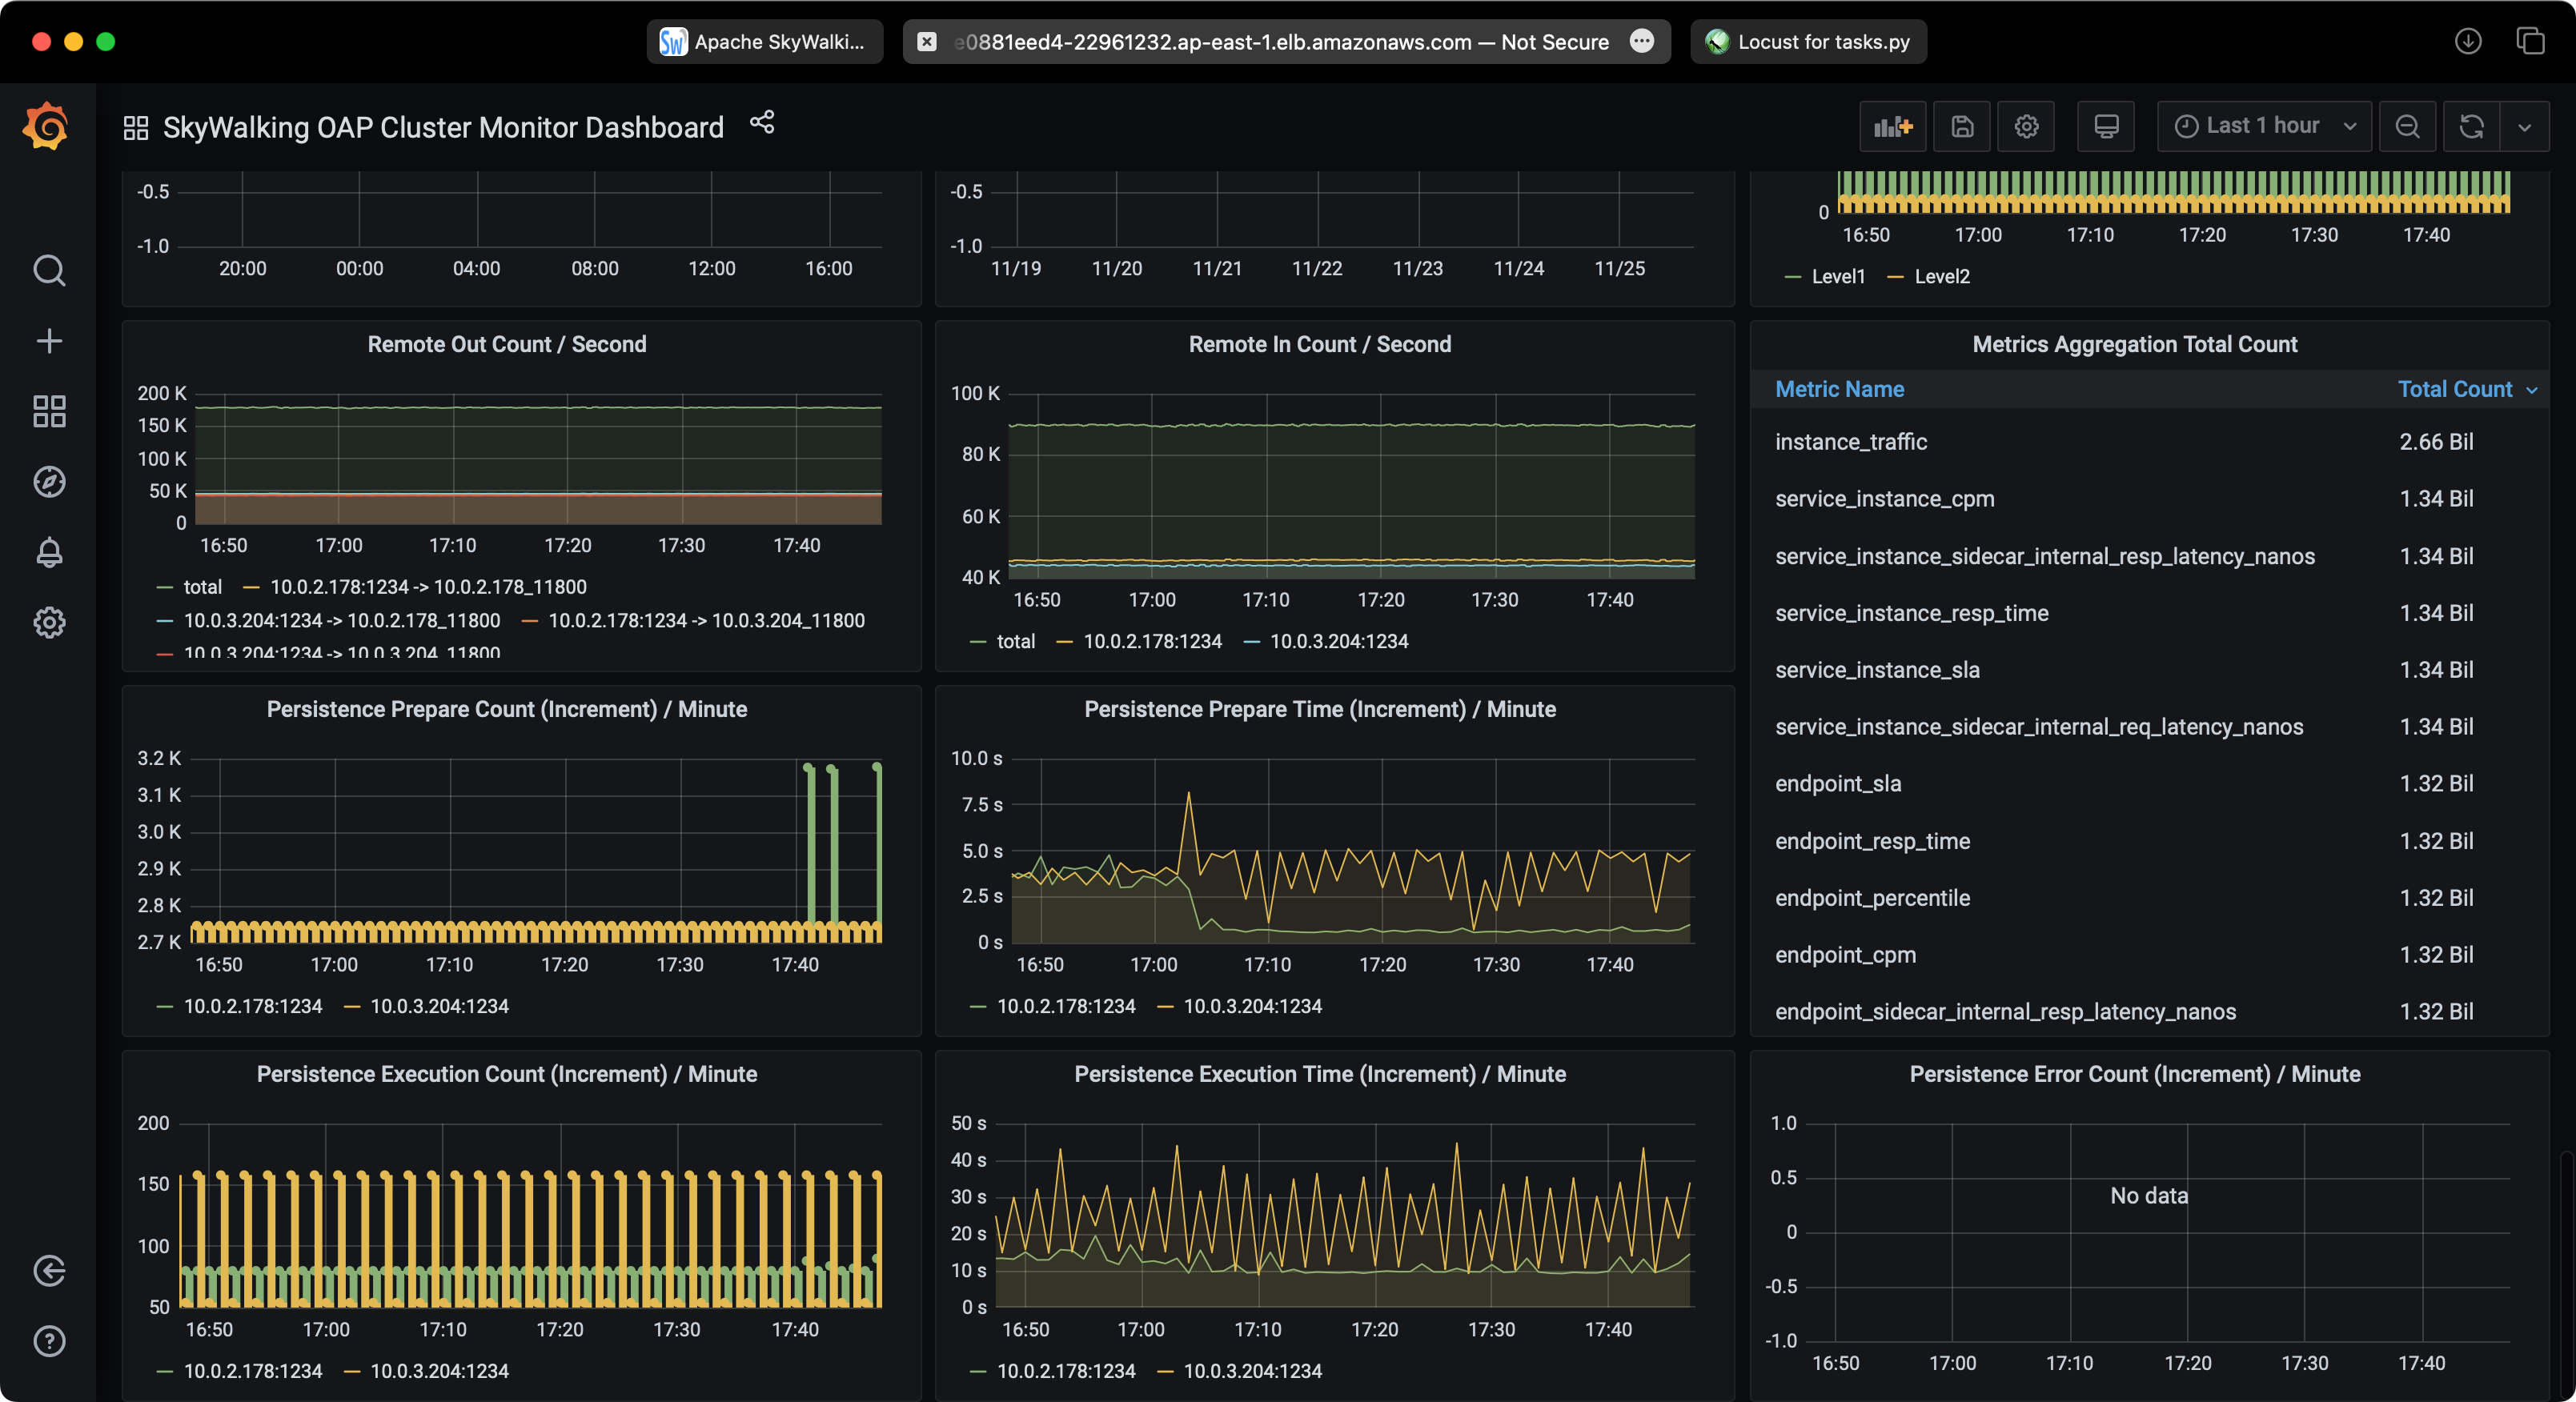 Apache SkyWalki...
e0881eed4-22961232.ap-east-1.elb.amazonaws.com — Not Secure
Locust for tasks.py
SkyWalking OAP Cluster Monitor Dashboard
Last 1 hour
-0.5
-1.0
20:00 00:00 04:00 08:00 12:00 16:00
-0.5
-1.0
11/19 11/20 11/21 11/22 11/23 11/24 11/25
0
16:50 17:00 17:10 17:20 17:30 17:40
Level1 Level2
Remote Out Count / Second
200 K
150 K
100 K
50 K
0
16:50 17:00 17:10 17:20 17:30 17:40
total 10.0.2.178:1234 -> 10.0.2.178_11800
10.0.3.204:1234 -> 10.0.2.178_11800 10.0.2.178:1234 -> 10.0.3.204_11800
10.0.3.204:1234 -> 10.0.3.204_11800
Remote In Count / Second
100 K
80 K
60 K
40 K
16:50 17:00 17:10 17:20 17:30 17:40
total 10.0.2.178:1234 10.0.3.204:1234
Metrics Aggregation Total Count
Metric Name Total Count
instance_traffic 2.66 Bil
service_instance_cpm 1.34 Bil
service_instance_sidecar_internal_resp_latency_nanos 1.34 Bil
service_instance_resp_time 1.34 Bil
service_instance_sla 1.34 Bil
service_instance_sidecar_internal_req_latency_nanos 1.34 Bil
endpoint_sla 1.32 Bil
endpoint_resp_time 1.32 Bil
endpoint_percentile 1.32 Bil
endpoint_cpm 1.32 Bil
endpoint_sidecar_internal_resp_latency_nanos 1.32 Bil
Persistence Prepare Count (Increment) / Minute
3.2 K
3.1 K
3.0 K
2.9 K
2.8 K
2.7 K
16:50 17:00 17:10 17:20 17:30 17:40
10.0.2.178:1234 10.0.3.204:1234
Persistence Prepare Time (Increment) / Minute
10.0 s
7.5 s
5.0 s
2.5 s
0 s
16:50 17:00 17:10 17:20 17:30 17:40
10.0.2.178:1234 10.0.3.204:1234
Persistence Execution Count (Increment) / Minute
200
150
100
50
16:50 17:00 17:10 17:20 17:30 17:40
10.0.2.178:1234 10.0.3.204:1234
Persistence Execution Time (Increment) / Minute
50 s
40 s
30 s
20 s
10 s
0 s
16:50 17:00 17:10 17:20 17:30 17:40
10.0.2.178:1234 10.0.3.204:1234
Persistence Error Count (Increment) / Minute
1.0
0.5
0
-0.5
-1.0
No data
16:50 17:00 17:10 17:20 17:30 17:40